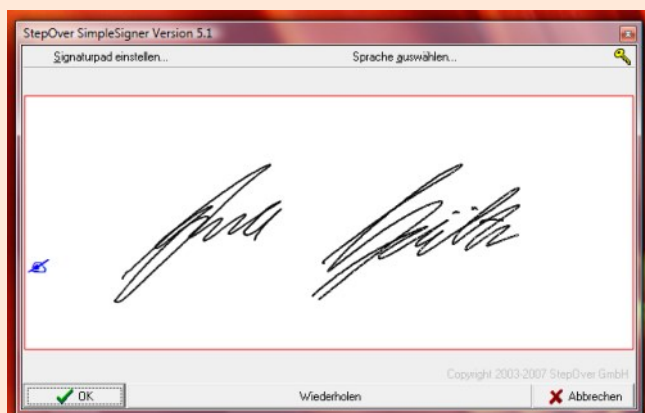 StepOver SimpleSigner Version 5.1
Signaturpad einstellen... Sprache auswählen...
Copyright 2003-2007 StepOver GmbH
OK Wiederholen Abbrechen